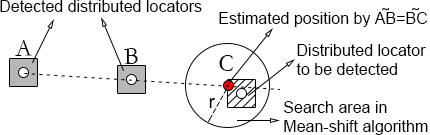 Detected distributed locators
Estimated position by ÃB=B̃C
A
B
C
Distributed locator
to be detected
r
Search area in
Mean-shift algorithm